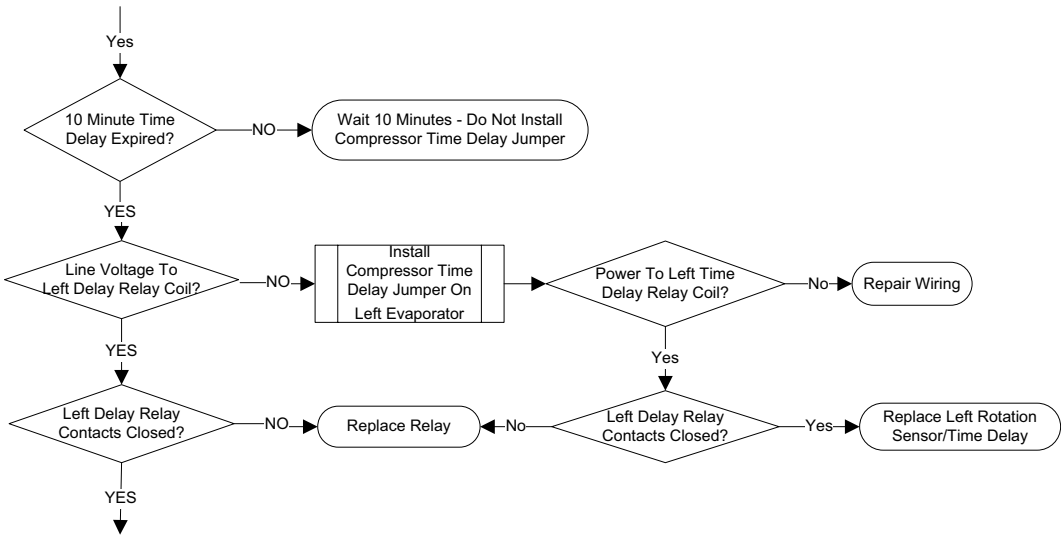 Yes
10 Minute Time
Delay Expired?
NO
Wait 10 Minutes - Do Not Install
Compressor Time Delay Jumper
YES
Line Voltage To
Left Delay Relay Coil?
NO
Install
Compressor Time
Delay Jumper On
Left Evaporator
Power To Left Time
Delay Relay Coil?
No
Repair Wiring
YES
Yes
Left Delay Relay
Contacts Closed?
NO
Replace Relay
No
Left Delay Relay
Contacts Closed?
Yes
Replace Left Rotation
Sensor/Time Delay
YES